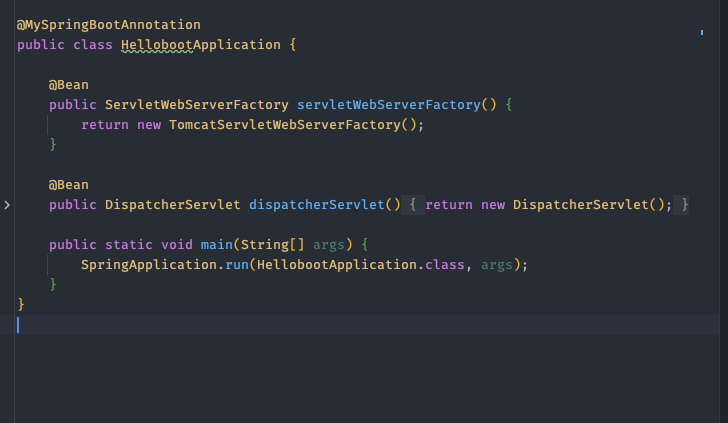 @MySpringBootAnnotation
public class HellobootApplication {
@Bean
public ServletWebServerFactory servletWebServerFactory() {
return new TomcatServletWebServerFactory();
}
@Bean
public DispatcherServlet dispatcherServlet() { return new DispatcherServlet(); }
public static void main(String[] args) {
SpringApplication.run(HellobootApplication.class, args);
}
}